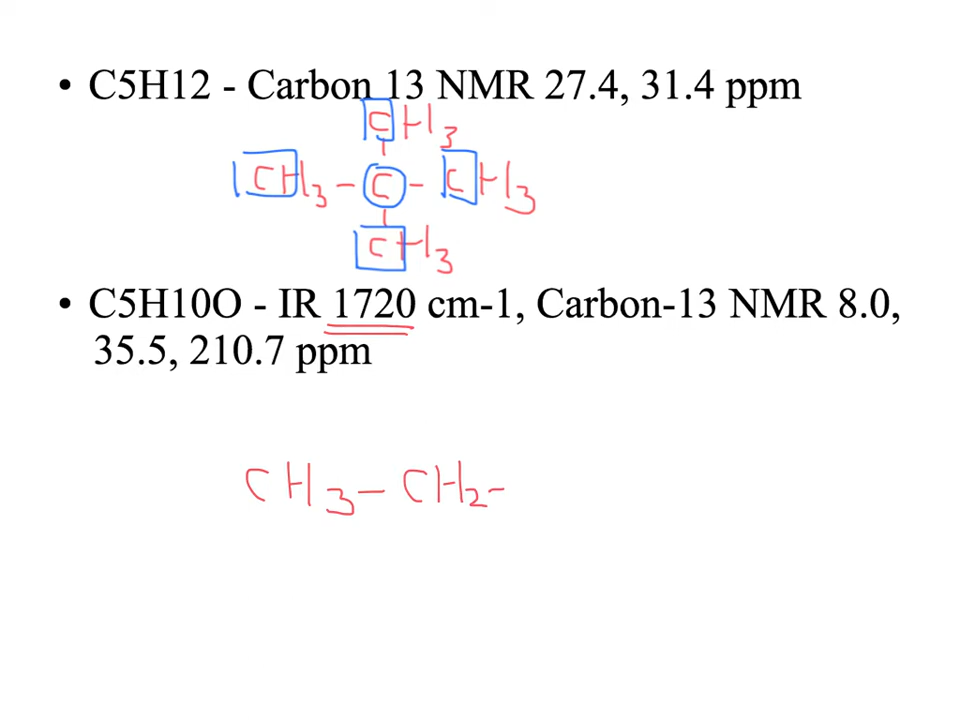 • C5H12 - Carbon 13 NMR 27.4, 31.4 ppm
CH3
CH3 - C - CH3
CH3
• C5H10O - IR 1720 cm-1, Carbon-13 NMR 8.0,
35.5, 210.7 ppm
CH3 - CH2 -